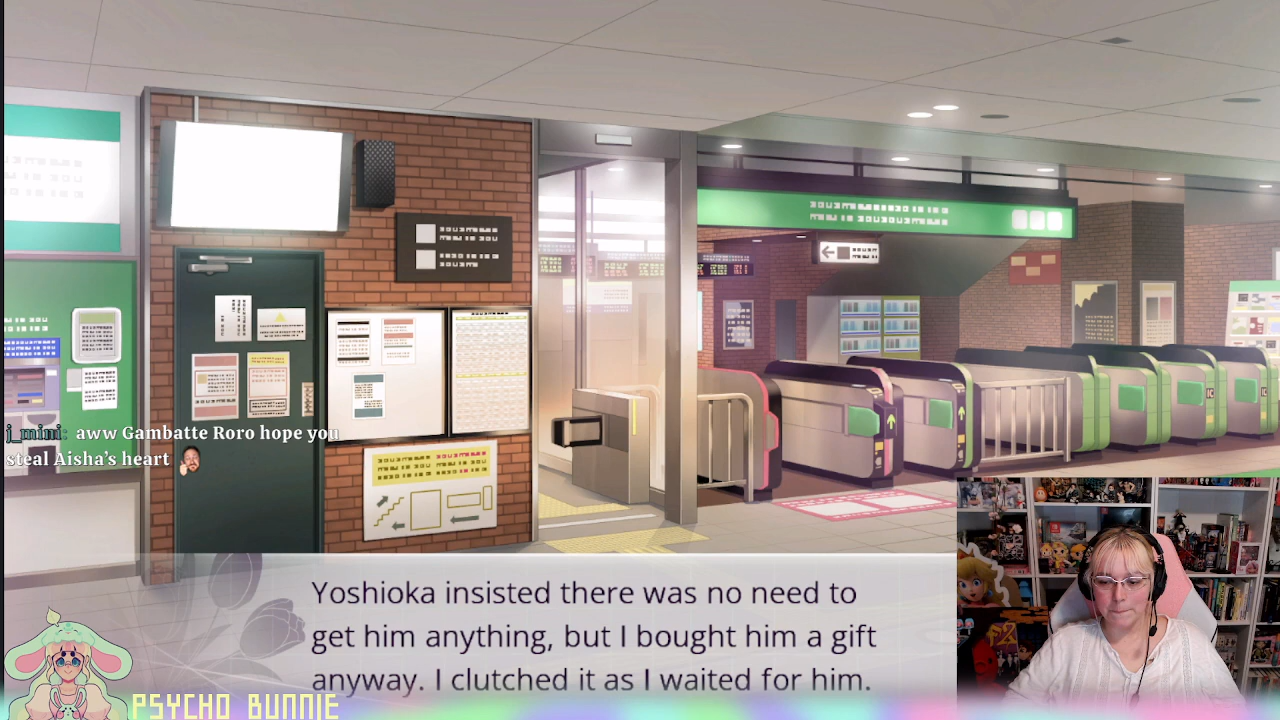 j_mini: aww Gambatte Roro hope you
steal Aisha's heart
Yoshioka insisted there was no need to
get him anything, but I bought him a gift
anyway. I clutched it as I waited for him.
PSYCHO BUNNIE